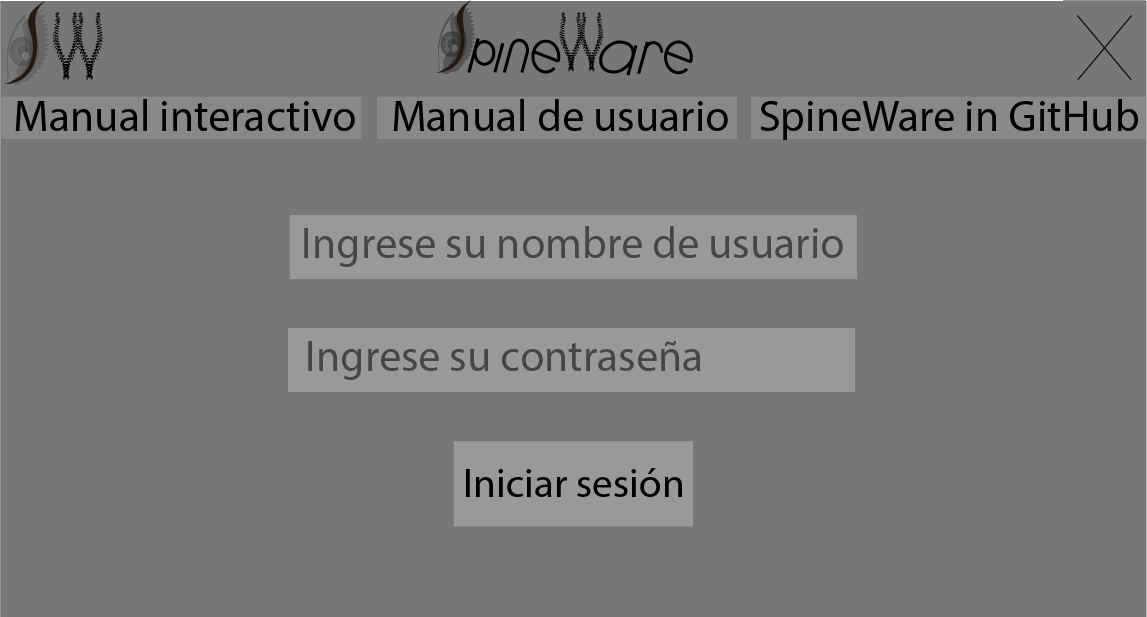 SW
SpineWare
Manual interactivo
Manual de usuario
SpineWare in GitHub
Ingrese su nombre de usuario
Ingrese su contraseña
Iniciar sesión